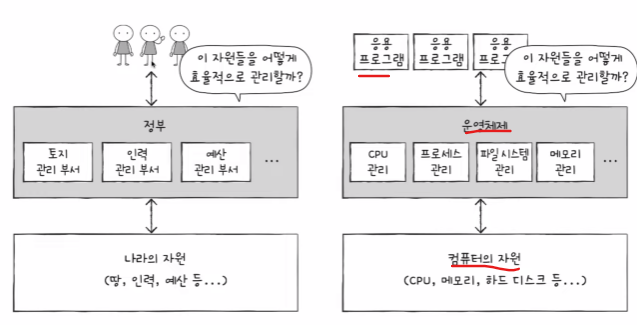 이 자원들을 어떻게
효율적으로 관리할까?
정부
토지
관리 부서
인력
관리 부서
예산
관리 부서
...
나라의 자원
(땅, 인력, 예산 등...)
응용
프로그램
응용
프로그램
응용
프로그
이 자원들을 어떻게
효율적으로 관리할까?
운영체제
CPU
관리
프로세스
관리
파일 시스템
관리
메모리
관리
...
컴퓨터의 자원
(CPU, 메모리, 하드 디스크 등...)